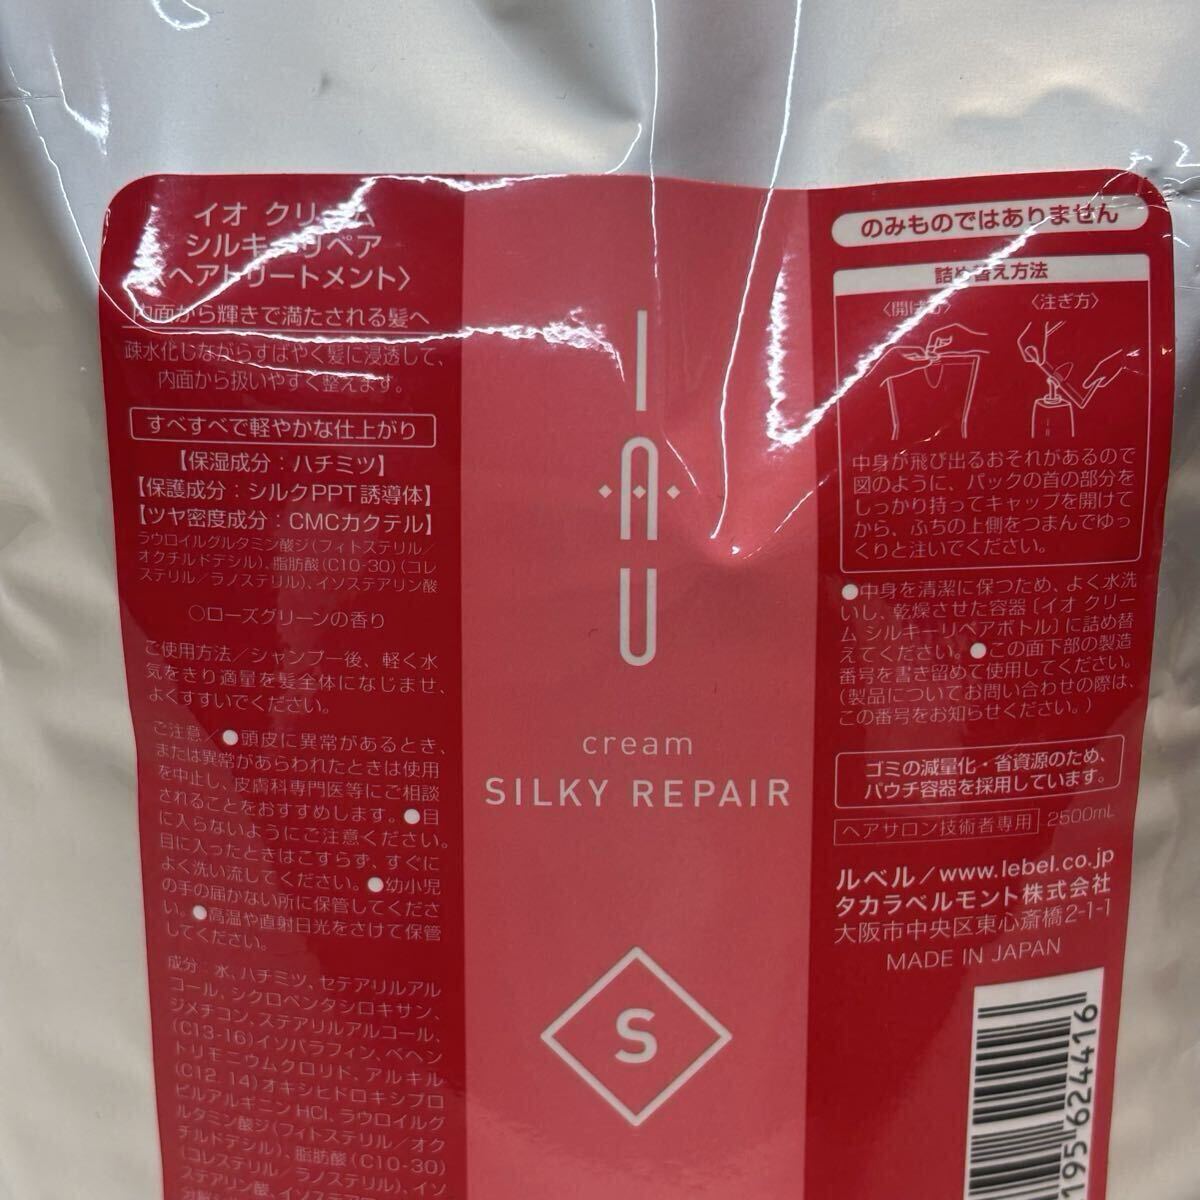 イオ クリーム
シルキーリペア
〈ヘアトリートメント〉
内面から輝きで満たされる髪へ
疎水化しながらすばやく髪に浸透して、
内面から扱いやすく整えます。
すべすべで軽やかな仕上がり
【保湿成分：ハチミツ】
【保護成分：シルクPPT誘導体】
【ツヤ密度成分：CMCカクテル】
ラウロイルグルタミン酸ジ(フィトステリル/
オクチルドデシル)、脂肪酸(C10-30)(コレ
ステリル/ラノステリル)、イソステアリン酸
○ローズグリーンの香り
ご使用方法/シャンプー後、軽く水
気をきり適量を髪全体になじませ、
よくすすいでください。
ご注意/●頭皮に異常があるとき、
または異常があらわれたときは使用
を中止し、皮膚科専門医等にご相談
されることをおすすめします。●目
に入らないようにご注意ください。
目に入ったときはこすらず、すぐに
よく洗い流してください。●幼小児
の手の届かない所に保管してくださ
い。●高温や直射日光をさけて保管
してください。
成分：水、ハチミツ、セテアリルアル
コール、シクロペンタシロキサン、
ジメチコン、ステアリルアルコール、
(C13-16)イソパラフィン、ベヘン
トリモニウムクロリド、アルキル
(C12、14)オキシヒドロキシプロ
ピルアルギニンHCl、ラウロイルグ
ルタミン酸ジ(フィトステリル/オク
チルドデシル)、脂肪酸(C10-30)
(コレステリル/ラノステリル)、イソ
ステアリン酸、イソステアロ
IAU
cream
SILKY REPAIR
S
のみものではありません
詰め替え方法
〈開け方〉
〈注ぎ方〉
中身が飛び出るおそれがあるので
図のように、パックの首の部分を
しっかり持ってキャップを開けて
から、ふちの上側をつまんでゆっ
くりと注いでください。
●中身を清潔に保つため、よく水洗
いし、乾燥させた容器［イオ クリー
ム シルキーリペアボトル］に詰め替
えてください。●この面下部の製造
番号を書き留めて使用してください。
(製品についてお問い合わせの際は、
この番号をお知らせください。)
ゴミの減量化・省資源のため、
パウチ容器を採用しています。
ヘアサロン技術者専用 2500mL
ルベル/www.lebel.co.jp
タカラベルモント株式会社
大阪市中央区東心斎橋2-1-1
MADE IN JAPAN
195 624416